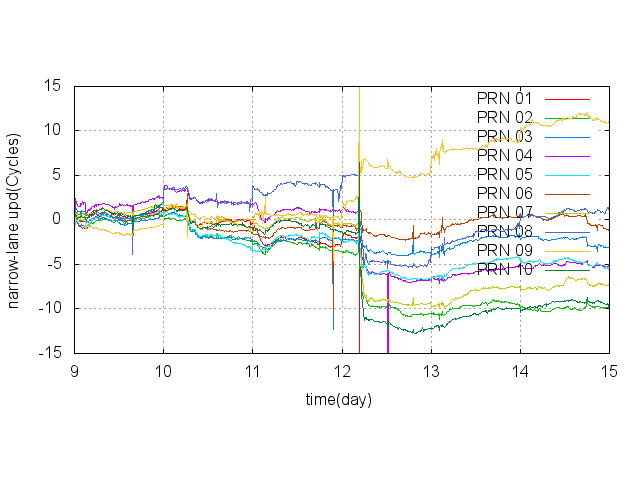 15
10
5
0
-5
-10
-15
9
10
11
12
13
14
15
narrow-lane upd(Cycles)
time(day)
PRN 01
PRN 02
PRN 03
PRN 04
PRN 05
PRN 06
PRN 07
PRN 08
PRN 09
PRN 10